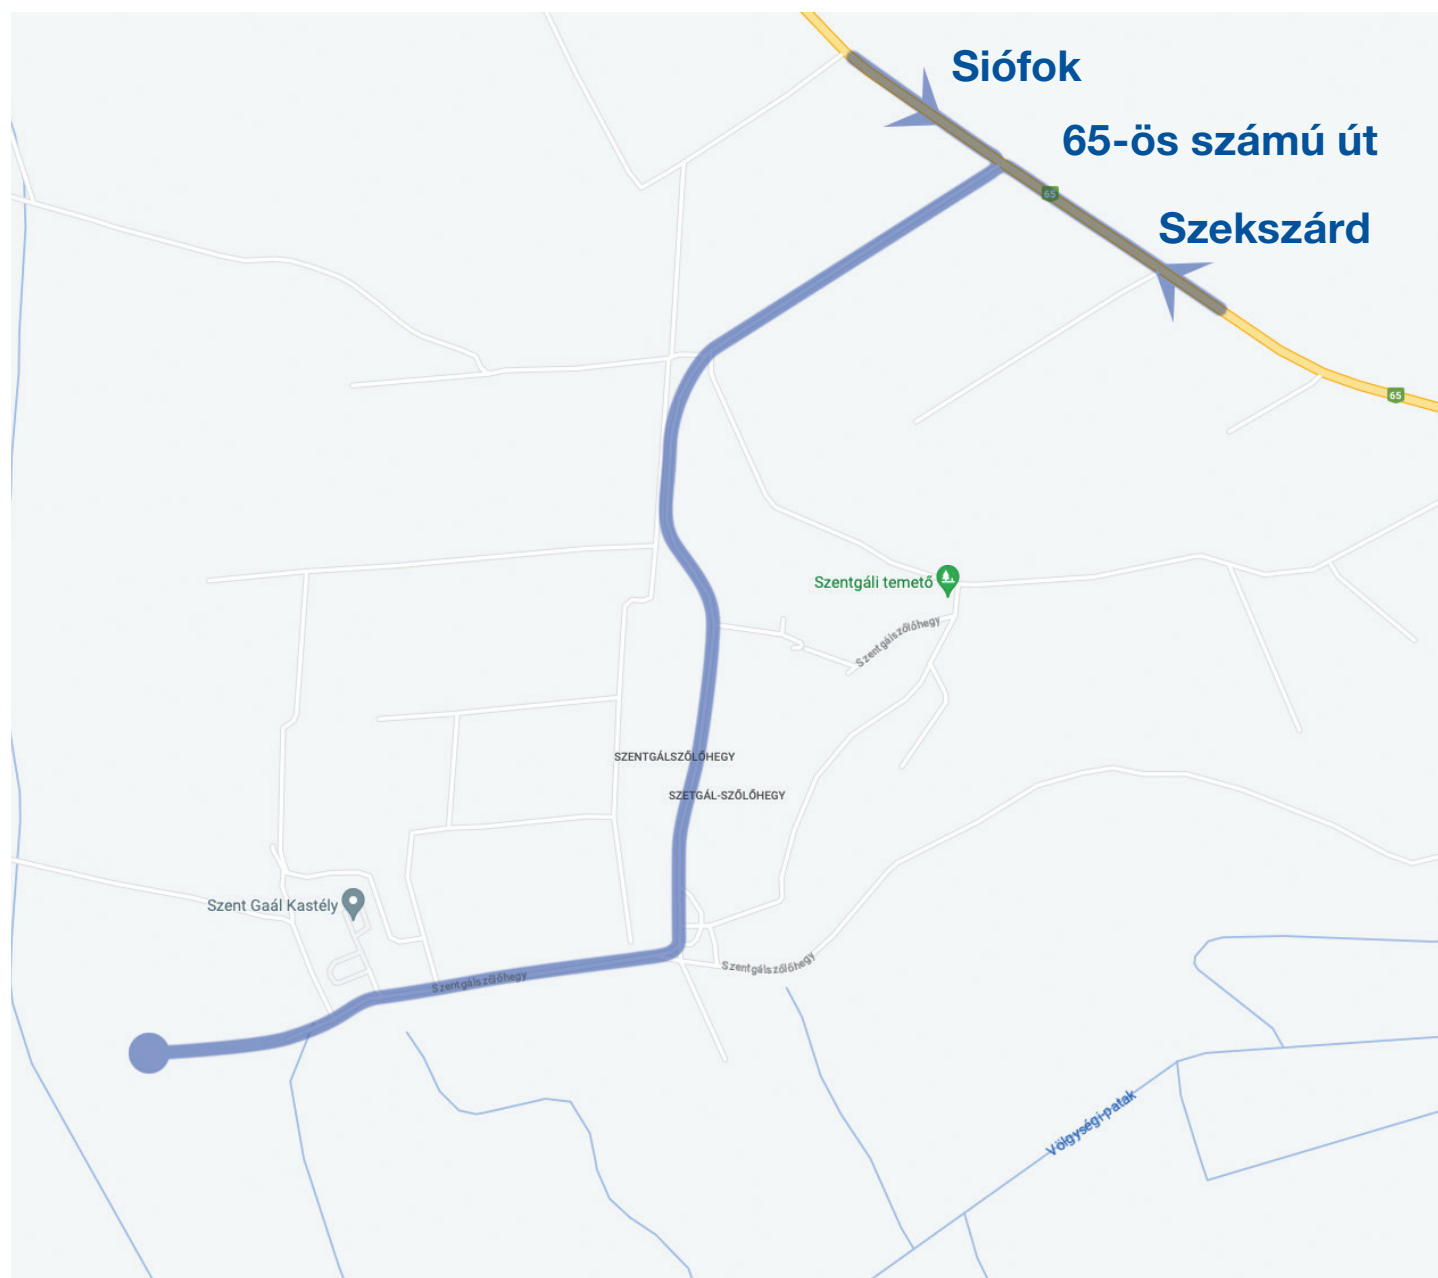 Siófok
65-ös számú út
65
Szekszárd
65
Szentgáli temető
Szentgálszőlőhegy
SZENTGÁLSZŐLŐHEGY
SZETGÁL-SZŐLŐHEGY
Szent Gaál Kastély
Szentgálszőlőhegy
Szentgálszőlőhegy
Völgységi-patak